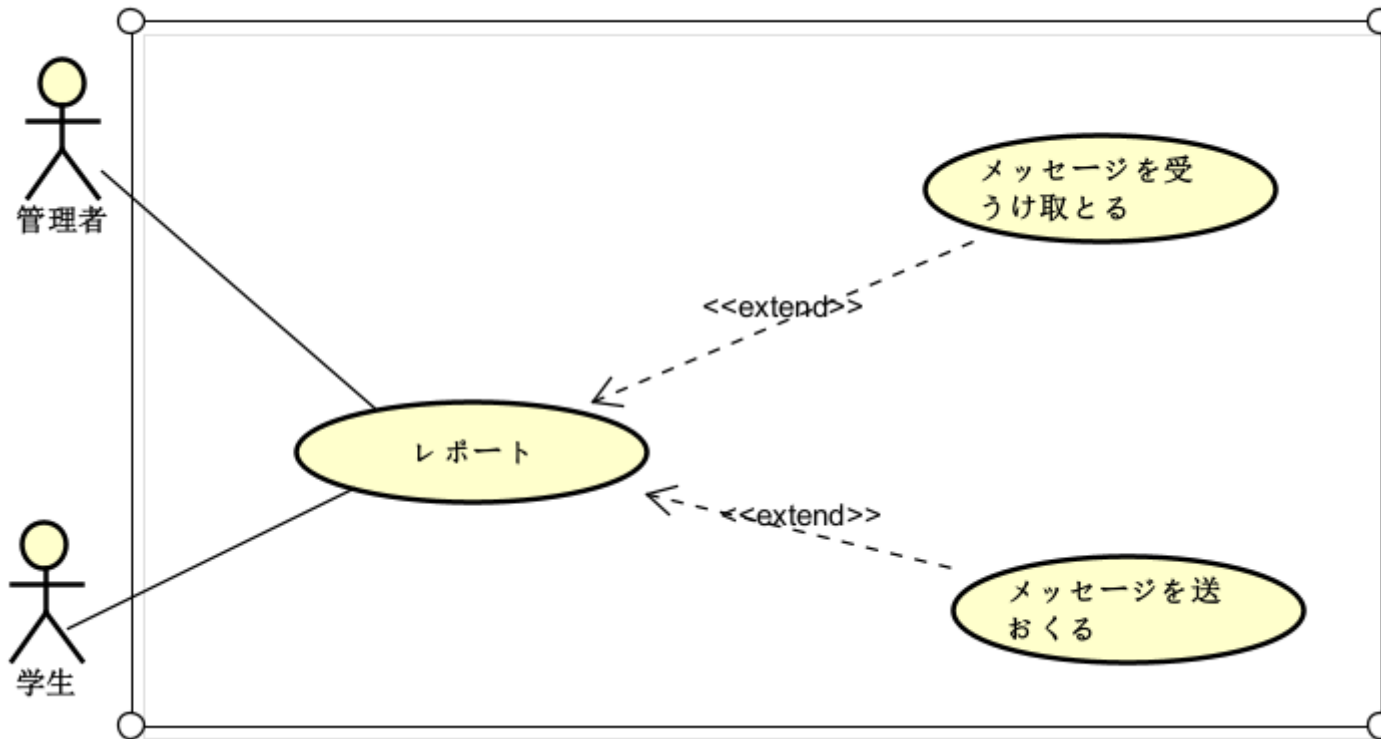 管理者
メッセージを受
うけ取とる
<<extend>>
レポート
<<extend>>
メッセージを送
おくる
学生